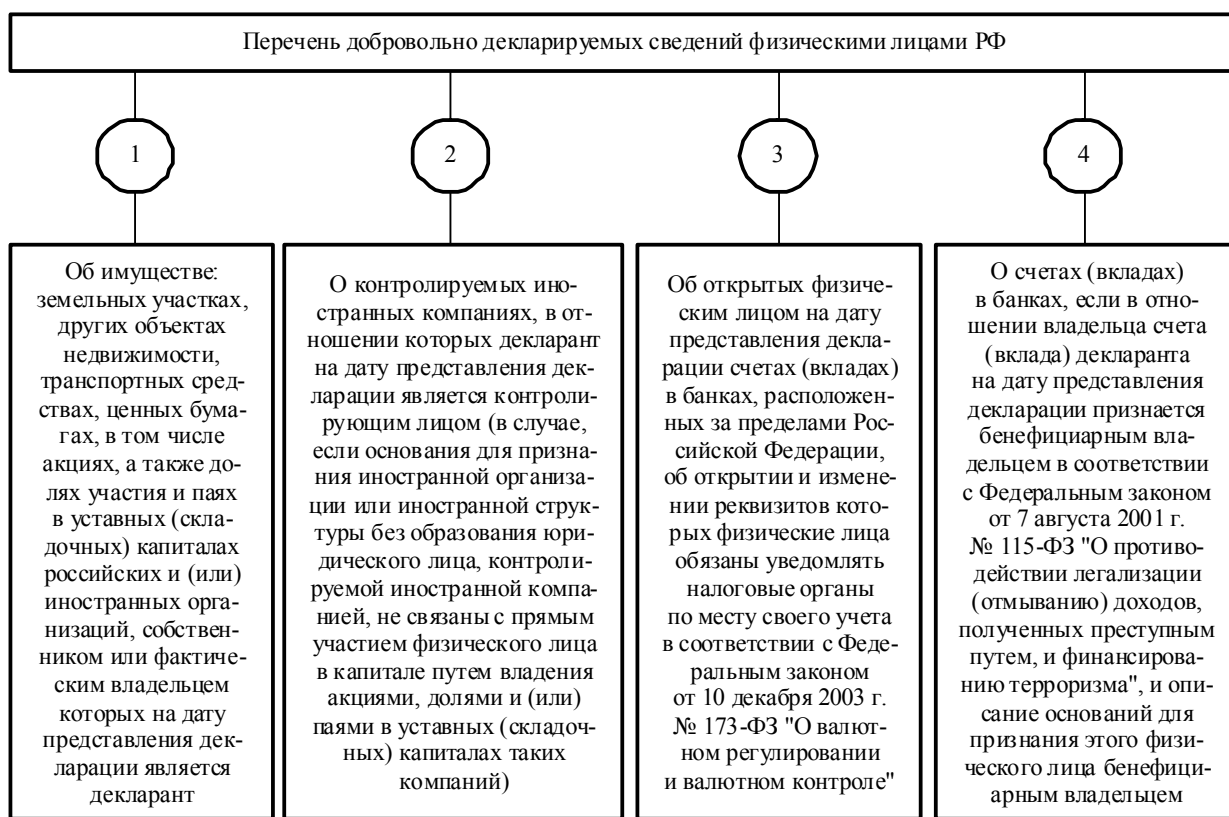 Перечень добровольно декларируемых сведений физическими лицами РФ
1
2
3
4
Об имуществе:
земельных участках,
других объектах
недвижимости,
транспортных сред-
ствах, ценных бума-
гах, в том числе
акциях, а также до-
лях участия и паях
в уставных (скла-
дочных) капиталах
российских и (или)
иностранных орга-
низаций, собствен-
ником или фактиче-
ским владельцем
которых на дату
представления дек-
ларации является
декларант
О контролируемых ино-
странных компаниях, в от-
ношении которых декларант
на дату представления дек-
ларации является контроли-
рующим лицом (в случае,
если основания для призна-
ния иностранной организа-
ции или иностранной струк-
туры без образования юри-
дического лица, контроли-
руемой иностранной компа-
нией, не связаны с прямым
участием физического лица
в капитале путем владения
акциями, долями и (или)
паями в уставных (складоч-
ных) капиталах таких
компаний)
Об открытых физиче-
ским лицом на дату
представления декла-
рации счетах (вкладах)
в банках, расположен-
ных за пределами Рос-
сийской Федерации,
об открытии и измене-
нии реквизитов кото-
рых физические лица
обязаны уведомлять
налоговые органы
по месту своего учета
в соответствии с Феде-
ральным законом
от 10 декабря 2003 г.
№ 173-ФЗ "О валют-
ном регулировании
и валютном контроле"
О счетах (вкладах)
в банках, если в отно-
шении владельца счета
(вклада) декларанта
на дату представления
декларации признается
бенефициарным вла-
дельцем в соответствии
с Федеральным законом
от 7 августа 2001 г.
№ 115-ФЗ "О противо-
действии легализации
(отмыванию) доходов,
полученных преступным
путем, и финансирова-
нию терроризма", и опи-
сание оснований для
признания этого физи-
ческого лица бенефици-
арным владельцем